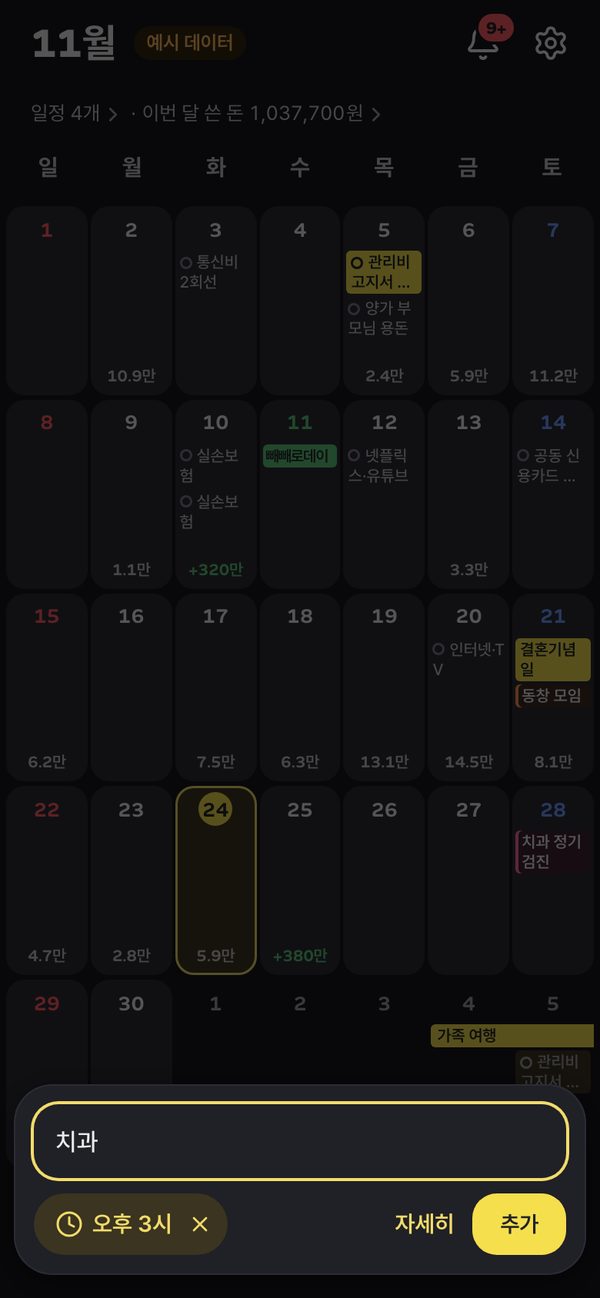 11월 예시 데이터 9+
일정 4개 > · 이번 달 쓴 돈 1,037,700원 >
일 월 화 수 목 금 토
1 2 3 4 5 6 7
통신비
2회선
관리비
고지서 ...
양가 부
모님 용돈
10.9만 2.4만 5.9만 11.2만
8 9 10 11 12 13 14
실손보
험
실손보
험
빼빼로데이
넷플릭
스·유튜브
공동 신
용카드 ...
1.1만 +320만 3.3만
15 16 17 18 19 20 21
인터넷·T
V
결혼기념
일
동창 모임
6.2만 7.5만 6.3만 13.1만 14.5만 8.1만
22 23 24 25 26 27 28
치과 정기
검진
4.7만 2.8만 5.9만 +380만
29 30 1 2 3 4 5
가족 여행
관리비
고지서 ...
치과
오후 3시 × 자세히 추가